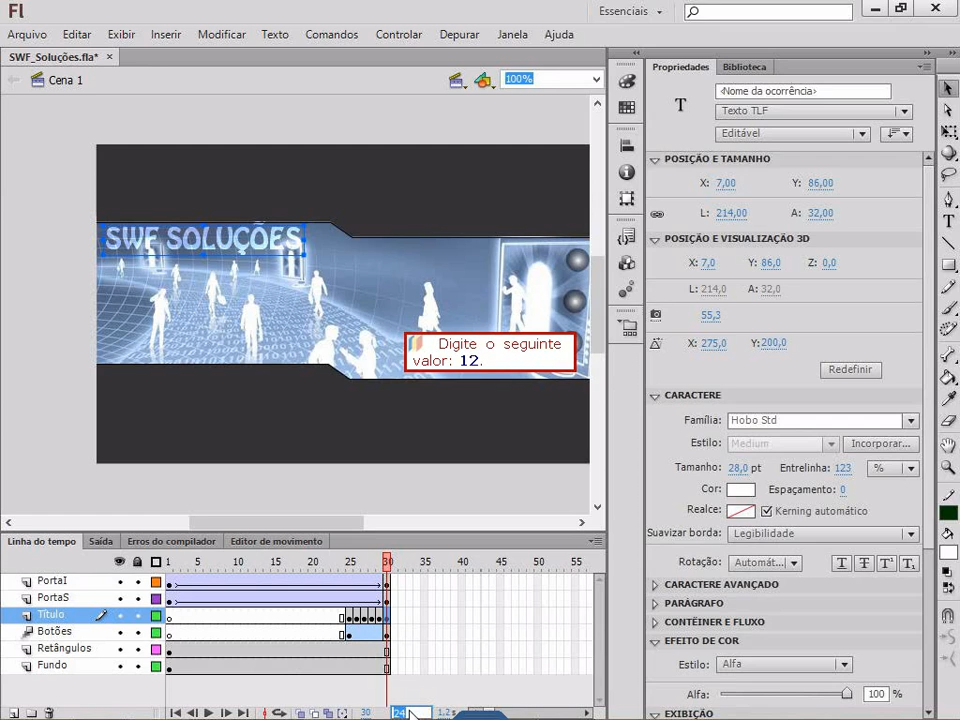 Fl
Essenciais
Arquivo Editar Exibir Inserir Modificar Texto Comandos Controlar Depurar Janela Ajuda
SWF_Soluções.fla*
Cena 1
100%
SWF SOLUÇÕES
Digite o seguinte
valor: 12.
Propriedades Biblioteca
T
<Nome da ocorrência>
Texto TLF
Editável
POSIÇÃO E TAMANHO
X: 7,00 Y: 86,00
L: 214,00 A: 32,00
POSIÇÃO E VISUALIZAÇÃO 3D
X: 7,0 Y: 86,0 Z: 0,0
L: 214,0 A: 32,0
55,3
X: 275,0 Y: 200,0
Redefinir
CARACTERE
Família: Hobo Std
Estilo: Medium Incorporar...
Tamanho: 28,0 pt Entrelinha: 123 %
Cor: Espaçamento: 0
Realce: Kerning automático
Suavizar borda: Legibilidade
Rotação: Automát... T T T¹ T₁
CARACTERE AVANÇADO
PARÁGRAFO
CONTÊINER E FLUXO
EFEITO DE COR
Estilo: Alfa
Alfa: 100 %
EXIBIÇÃO
Linha do tempo Saída Erros do compilador Editor de movimento
1 5 10 15 20 25 30 35 40 45 50 55
PortaI
PortaS
Título
Botões
Retângulos
Fundo
30 24 1,2 s